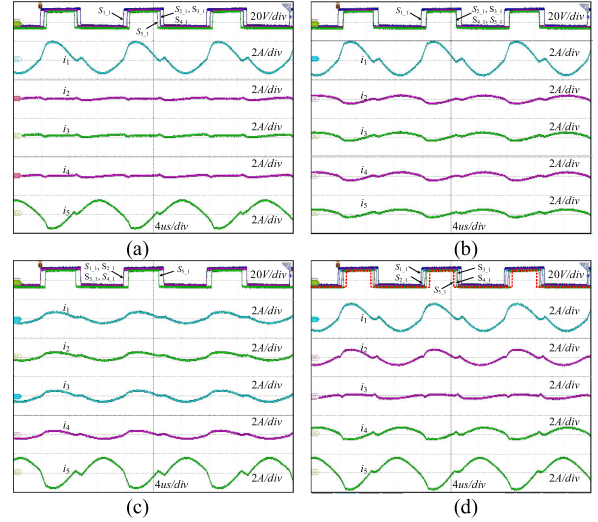 S1_1
S2_1, S3_1
S4_1
S5_1
20V/div
i1
2A/div
i2
2A/div
i3
2A/div
i4
2A/div
i5
2A/div
4us/div
(a)
S1_1
S2_1, S3_1
S4_1, S5_1
20V/div
i1
2A/div
i2
2A/div
i3
2A/div
i4
2A/div
i5
2A/div
4us/div
(b)
S1_1, S2_1
S3_1, S4_1
S5_1
20V/div
i1
2A/div
i2
2A/div
i3
2A/div
i4
2A/div
i5
2A/div
4us/div
(c)
S1_1
S2_1
S3_1
S4_1
S5_1
20V/div
i1
2A/div
i2
2A/div
i3
2A/div
i4
2A/div
i5
2A/div
4us/div
(d)